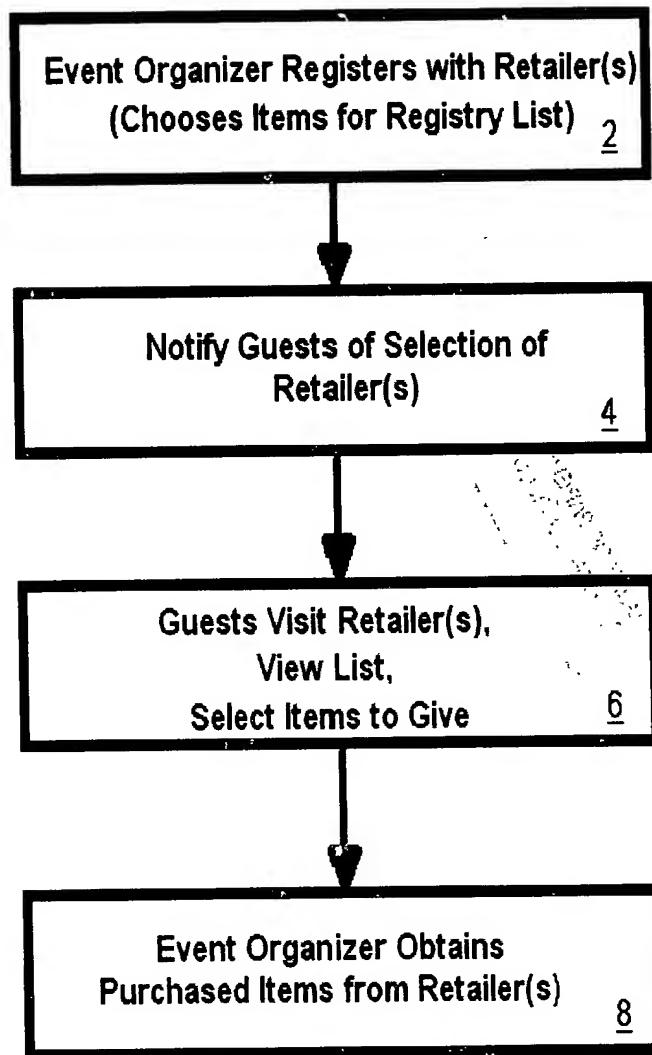 Event Organizer Registers with Retailer(s)
(Chooses Items for Registry List)
2
Notify Guests of Selection of
Retailer(s)
4
Guests Visit Retailer(s),
View List,
Select Items to Give
6
Event Organizer Obtains
Purchased Items from Retailer(s)
8